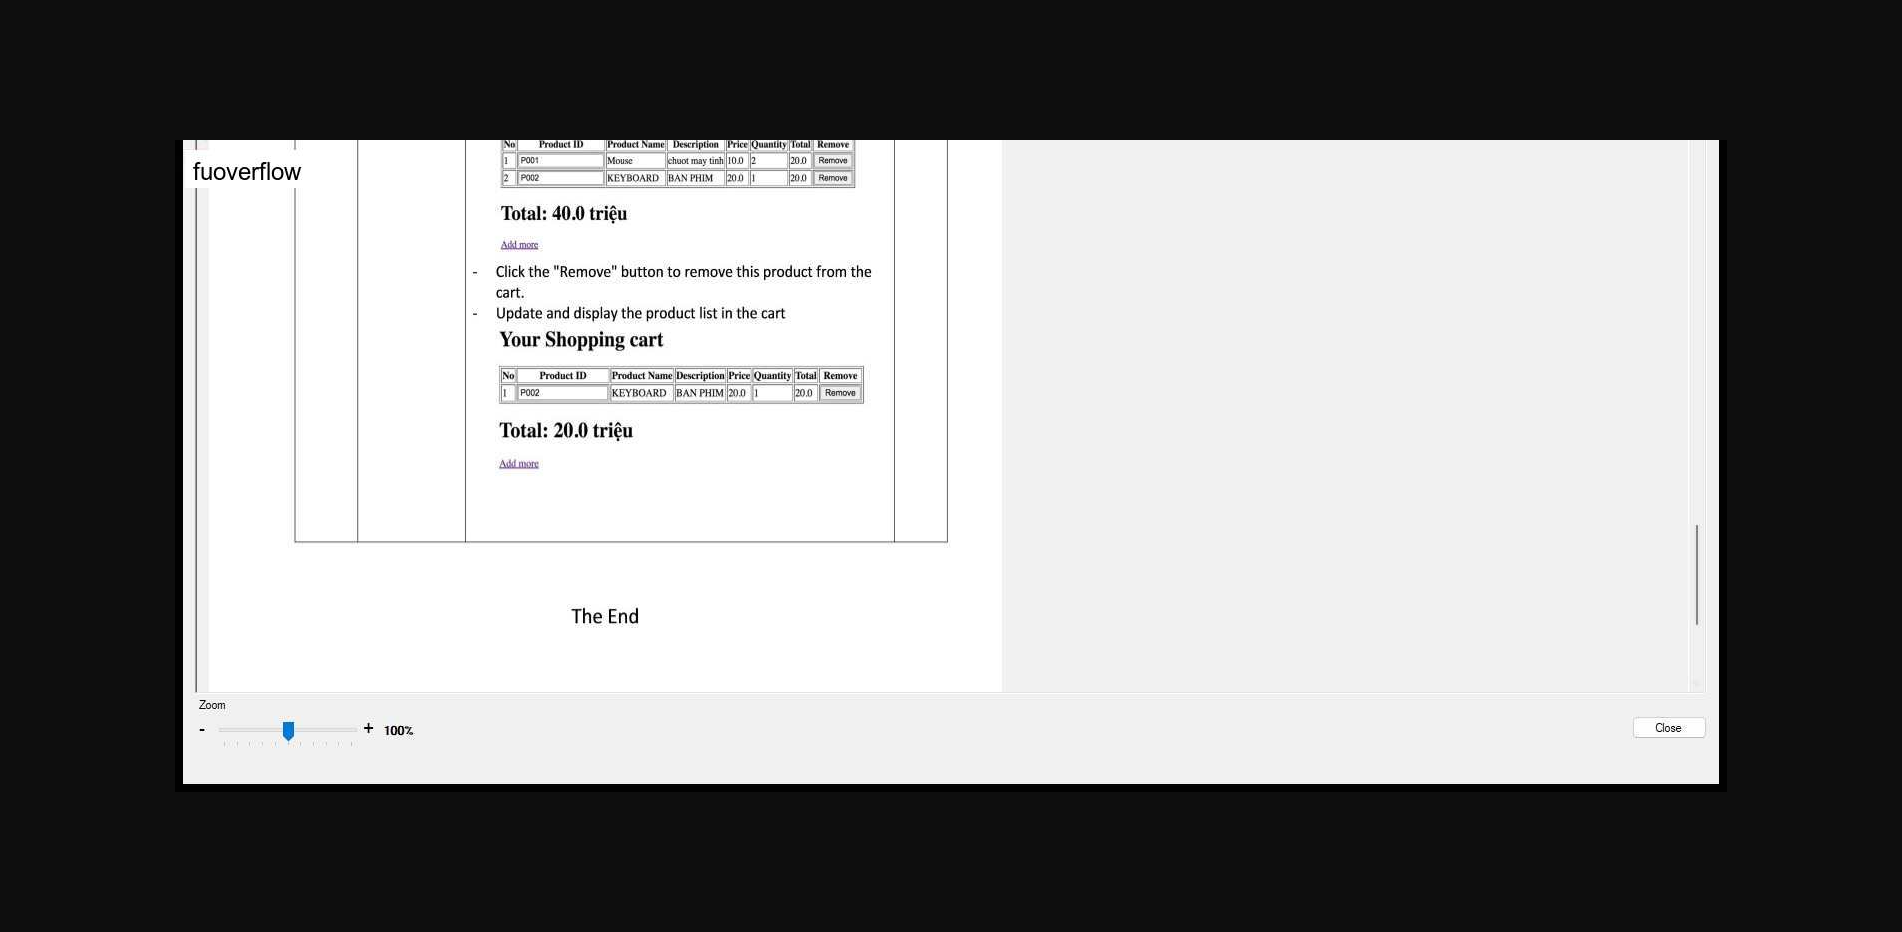 fuoverflow
No Product ID Product Name Description Price Quantity Total Remove
1 P001 Mouse chuot may tinh 10.0 2 20.0 Remove
2 P002 KEYBOARD BAN PHIM 20.0 1 20.0 Remove
Total: 40.0 triệu
Add more
- Click the "Remove" button to remove this product from the
cart.
- Update and display the product list in the cart
Your Shopping cart
No Product ID Product Name Description Price Quantity Total Remove
1 P002 KEYBOARD BAN PHIM 20.0 1 20.0 Remove
Total: 20.0 triệu
Add more
The End
Zoom
- + 100%
Close